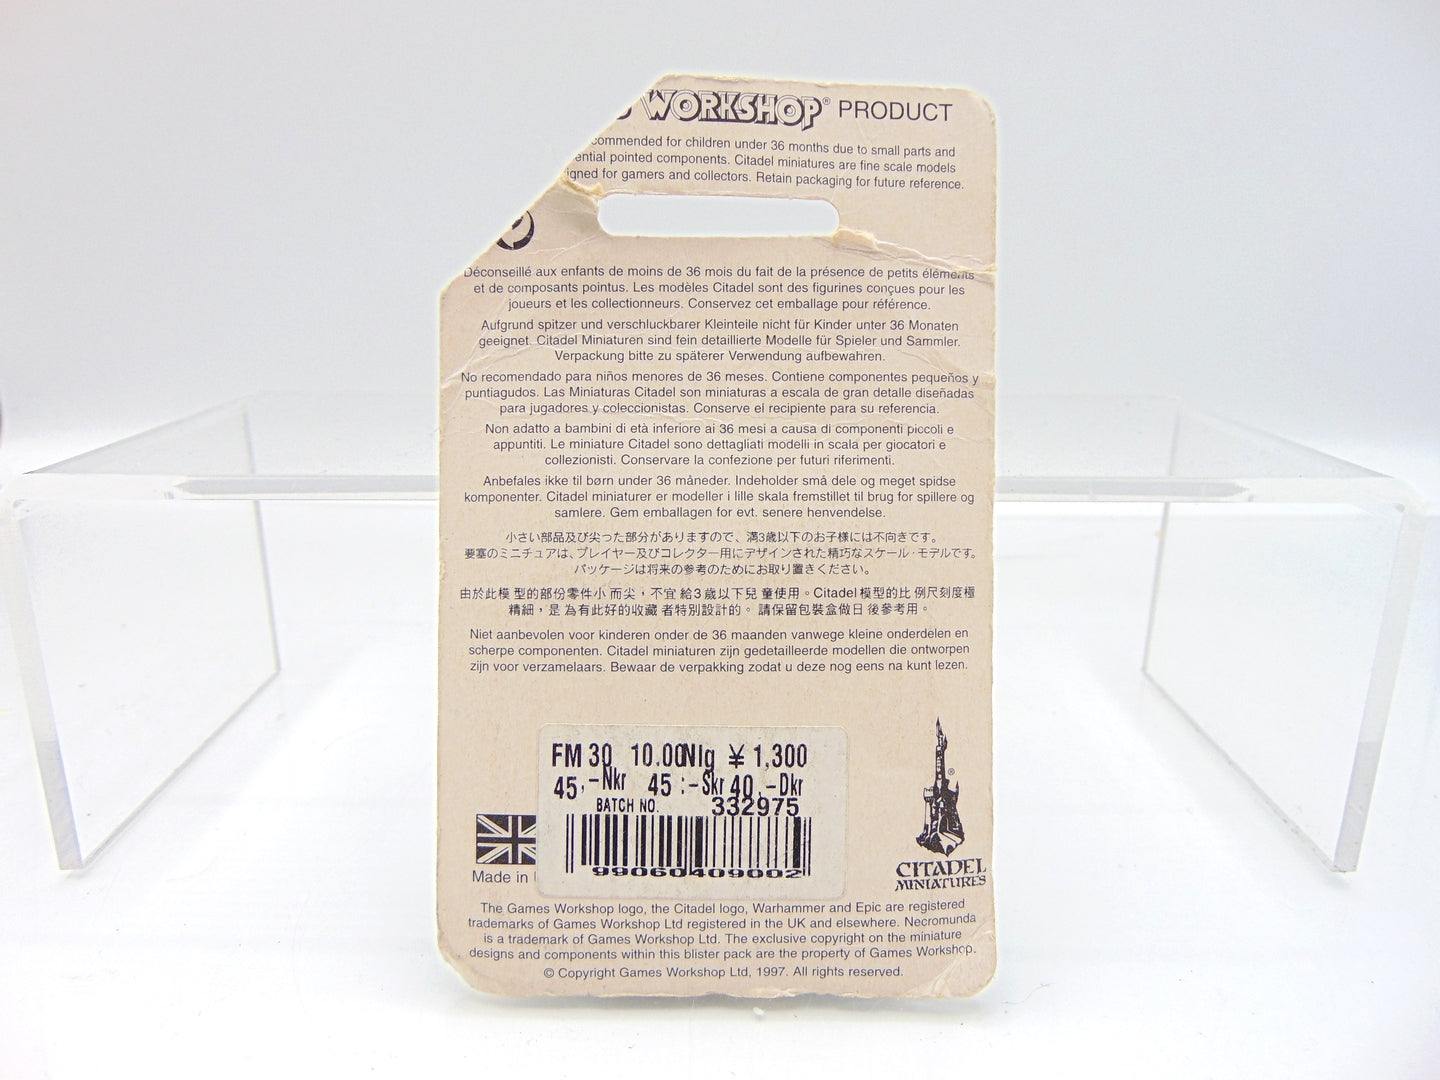 WORKSHOP® PRODUCT
commended for children under 36 months due to small parts and
ential pointed components. Citadel miniatures are fine scale models
igned for gamers and collectors. Retain packaging for future reference.
Déconseillé aux enfants de moins de 36 mois du fait de la présence de petits éléments
et de composants pointus. Les modèles Citadel sont des figurines conçues pour les
joueurs et les collectionneurs. Conservez cet emballage pour référence.
Aufgrund spitzer und verschluckbarer Kleinteile nicht für Kinder unter 36 Monaten
geeignet. Citadel Miniaturen sind fein detaillierte Modelle für Spieler und Sammler.
Verpackung bitte zu späterer Verwendung aufbewahren.
No recomendado para niños menores de 36 meses. Contiene componentes pequeños y
puntiagudos. Las Miniaturas Citadel son miniaturas a escala de gran detalle diseñadas
para jugadores y coleccionistas. Conserve el recipiente para su referencia.
Non adatto a bambini di età inferiore ai 36 mesi a causa di componenti piccoli e
appuntiti. Le miniature Citadel sono dettagliati modelli in scala per giocatori e
collezionisti. Conservare la confezione per futuri riferimenti.
Anbefales ikke til børn under 36 måneder. Indeholder små dele og meget spidse
komponenter. Citadel miniaturer er modeller i lille skala fremstillet til brug for spillere og
samlere. Gem emballagen for evt. senere henvendelse.
小さい部品及び尖った部分がありますので、満3歳以下のお子様には不向きです。
要塞のミニチュアは、プレイヤー及びコレクター用にデザインされた精巧なスケール・モデルです。
パッケージは将来の参考のためにお取り置きください。
由於此模 型的部份零件小 而尖，不宜 給3 歲以下兒 童使用。Citadel 模型的比 例尺刻度極
精細，是 為有此好的收藏 者特別設計的。 請保留包裝盒做日 後參考用。
Niet aanbevolen voor kinderen onder de 36 maanden vanwege kleine onderdelen en
scherpe componenten. Citadel miniaturen zijn gedetailleerde modellen die ontworpen
zijn voor verzamelaars. Bewaar de verpakking zodat u deze nog eens na kunt lezen.
FM 30 10.00Nlg ¥ 1,300
45,-Nkr 45:-Skr 40,-Dkr
BATCH NO. 332975
99060409002
Made in
®
CITADEL
MINIATURES
The Games Workshop logo, the Citadel logo, Warhammer and Epic are registered
trademarks of Games Workshop Ltd registered in the UK and elsewhere. Necromunda
is a trademark of Games Workshop Ltd. The exclusive copyright on the miniature
designs and components within this blister pack are the property of Games Workshop.
© Copyright Games Workshop Ltd, 1997. All rights reserved.